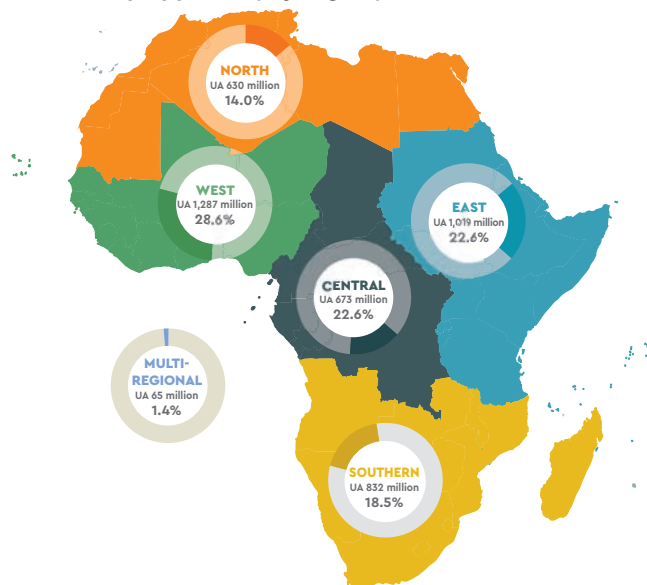 NORTH
UA 630 million
14.0%
WEST
UA 1,287 million
28.6%
EAST
UA 1,019 million
22.6%
CENTRAL
UA 673 million
22.6%
MULTI-
REGIONAL
UA 65 million
1.4%
SOUTHERN
UA 832 million
18.5%